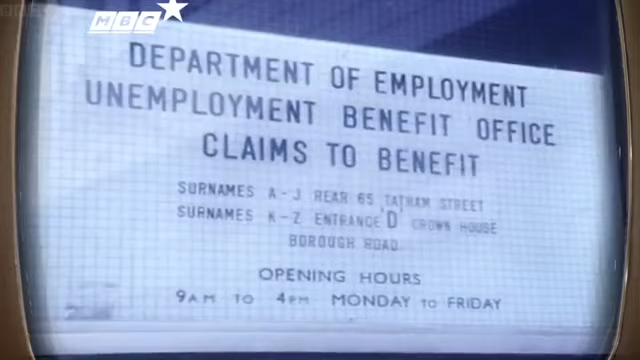 MBC
DEPARTMENT OF EMPLOYMENT
UNEMPLOYMENT BENEFIT OFFICE
CLAIMS TO BENEFIT
SURNAMES A-J REAR 65 TATHAM STREET
SURNAMES K-Z ENTRANCE 'D' CROWN HOUSE
BOROUGH ROAD
OPENING HOURS
9AM TO 4PM MONDAY TO FRIDAY